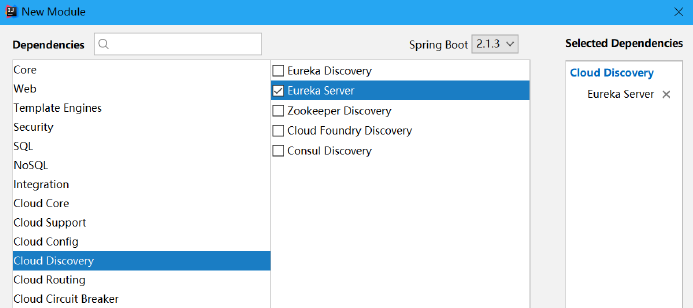 New Module
Dependencies
Spring Boot 2.1.3
Selected Dependencies
Core
Web
Template Engines
Security
SQL
NoSQL
Integration
Cloud Core
Cloud Support
Cloud Config
Cloud Discovery
Cloud Routing
Cloud Circuit Breaker
Eureka Discovery
Eureka Server
Zookeeper Discovery
Cloud Foundry Discovery
Consul Discovery
Cloud Discovery
Eureka Server